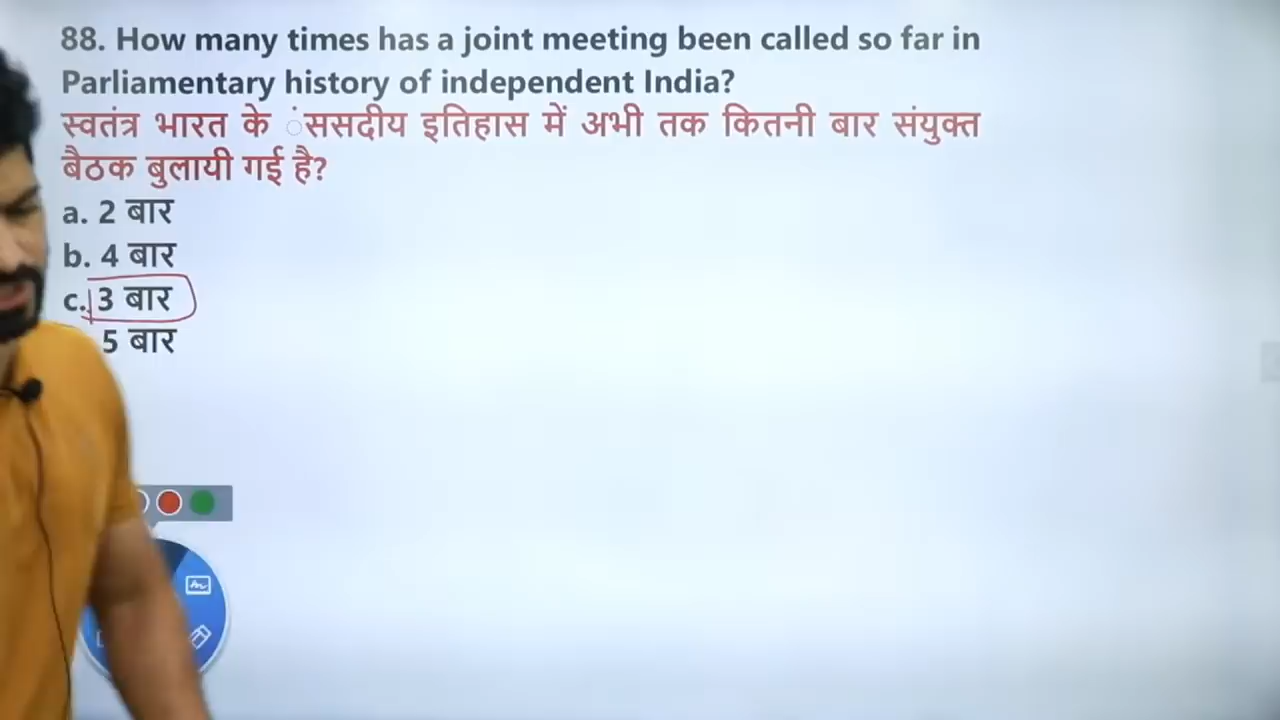 88. How many times has a joint meeting been called so far in
Parliamentary history of independent India?
स्वतंत्र भारत के ंससदीय इतिहास में अभी तक कितनी बार संयुक्त
बैठक बुलायी गई है?
a. 2 बार
b. 4 बार
c. 3 बार
5 बार